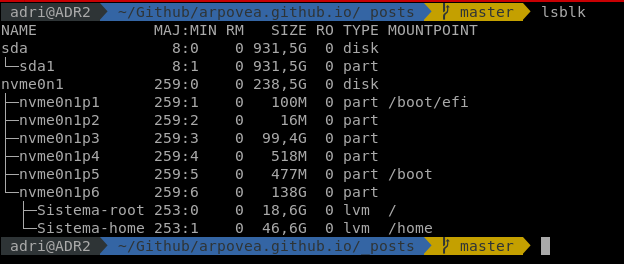 adri@ADR2 ~/Github/arpovea.github.io/_posts master lsblk
NAME MAJ:MIN RM SIZE RO TYPE MOUNTPOINT
sda 8:0 0 931,5G 0 disk
└─sda1 8:1 0 931,5G 0 part
nvme0n1 259:0 0 238,5G 0 disk
├─nvme0n1p1 259:1 0 100M 0 part /boot/efi
├─nvme0n1p2 259:2 0 16M 0 part
├─nvme0n1p3 259:3 0 99,4G 0 part
├─nvme0n1p4 259:4 0 518M 0 part
├─nvme0n1p5 259:5 0 477M 0 part /boot
└─nvme0n1p6 259:6 0 138G 0 part
├─Sistema-root 253:0 0 18,6G 0 lvm /
└─Sistema-home 253:1 0 46,6G 0 lvm /home
adri@ADR2 ~/Github/arpovea.github.io/_posts master